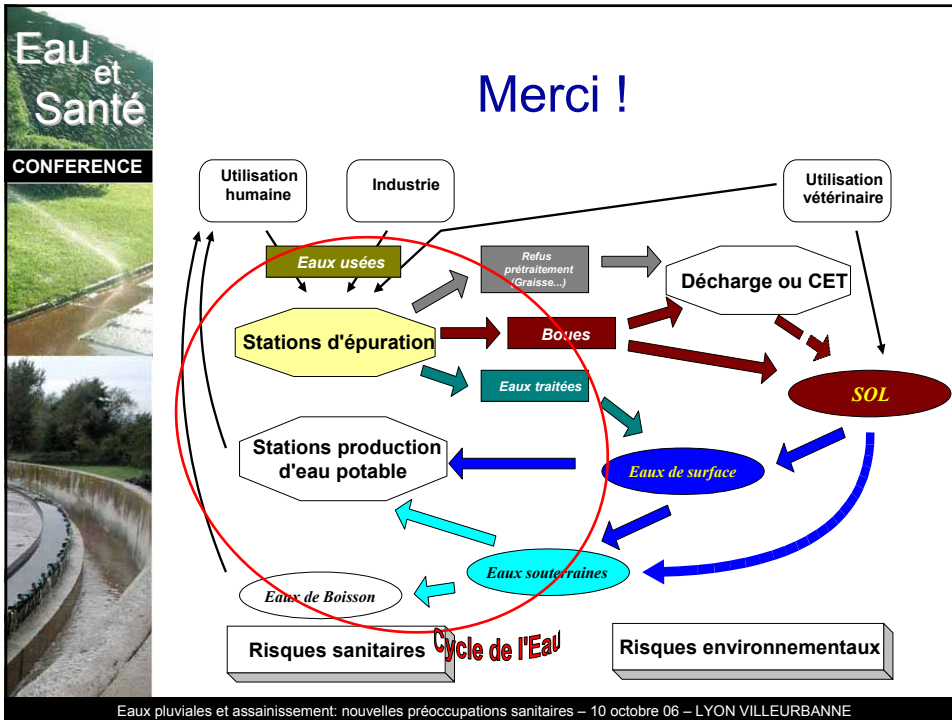 Eau
et
Santé
CONFERENCE
Merci !
Utilisation
humaine
Industrie
Utilisation
vétérinaire
Eaux usées
Refus
prétraitement
(Graisse...)
Décharge ou CET
Stations d'épuration
Boues
Eaux traitées
SOL
Stations production
d'eau potable
Eaux de surface
Eaux souterraines
Eaux de Boisson
Risques sanitaires
Cycle de l'Eau
Risques environnementaux
Eaux pluviales et assainissement: nouvelles préoccupations sanitaires – 10 octobre 06 – LYON VILLEURBANNE